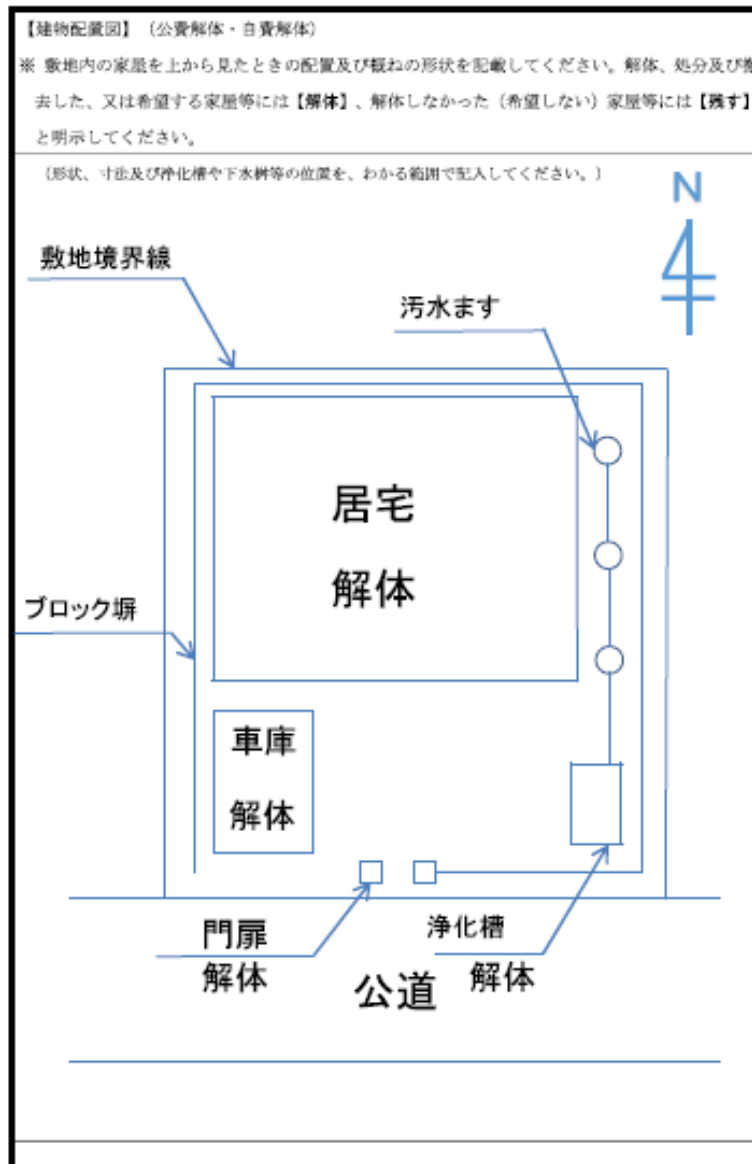 【建物配置図】（公費解体・自費解体）
※ 敷地内の家屋を上から見たときの配置及び概ねの形状を記載してください。解体、処分及び
去した、又は希望する家屋等には【解体】、解体しなかった（希望しない）家屋等には【残す】
と明示してください。
（形状、寸法及び浄化槽や下水桝等の位置を、わかる範囲で記入してください。）
N
敷地境界線
汚水ます
居宅
解体
ブロック塀
車庫
解体
門扉
解体
浄化槽
解体
公道